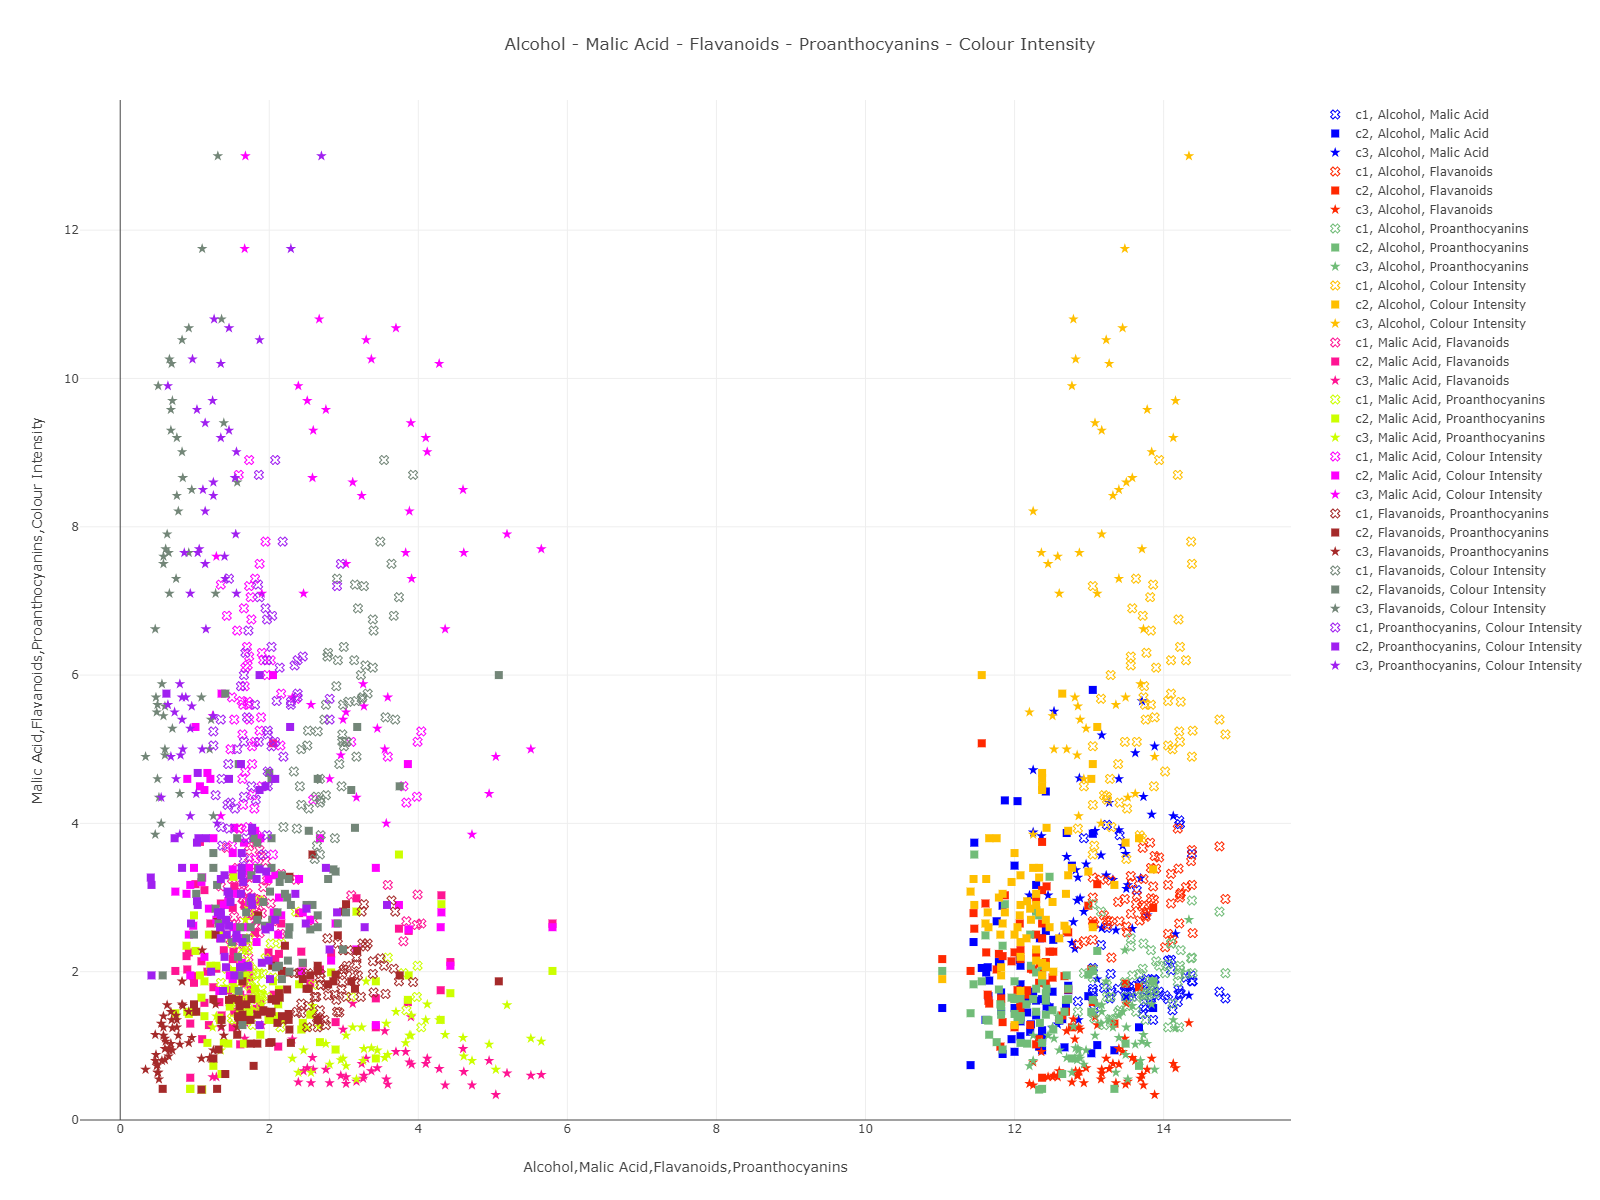 Alcohol - Malic Acid - Flavanoids - Proanthocyanins - Colour Intensity
c1, Alcohol, Malic Acid
c2, Alcohol, Malic Acid
c3, Alcohol, Malic Acid
c1, Alcohol, Flavanoids
c2, Alcohol, Flavanoids
c3, Alcohol, Flavanoids
c1, Alcohol, Proanthocyanins
c2, Alcohol, Proanthocyanins
c3, Alcohol, Proanthocyanins
c1, Alcohol, Colour Intensity
c2, Alcohol, Colour Intensity
c3, Alcohol, Colour Intensity
c1, Malic Acid, Flavanoids
c2, Malic Acid, Flavanoids
c3, Malic Acid, Flavanoids
c1, Malic Acid, Proanthocyanins
c2, Malic Acid, Proanthocyanins
c3, Malic Acid, Proanthocyanins
c1, Malic Acid, Colour Intensity
c2, Malic Acid, Colour Intensity
c3, Malic Acid, Colour Intensity
c1, Flavanoids, Proanthocyanins
c2, Flavanoids, Proanthocyanins
c3, Flavanoids, Proanthocyanins
c1, Flavanoids, Colour Intensity
c2, Flavanoids, Colour Intensity
c3, Flavanoids, Colour Intensity
c1, Proanthocyanins, Colour Intensity
c2, Proanthocyanins, Colour Intensity
c3, Proanthocyanins, Colour Intensity
Malic Acid,Flavanoids,Proanthocyanins,Colour Intensity
12
10
8
6
4
2
0
0 2 4 6 8 10 12 14
Alcohol,Malic Acid,Flavanoids,Proanthocyanins